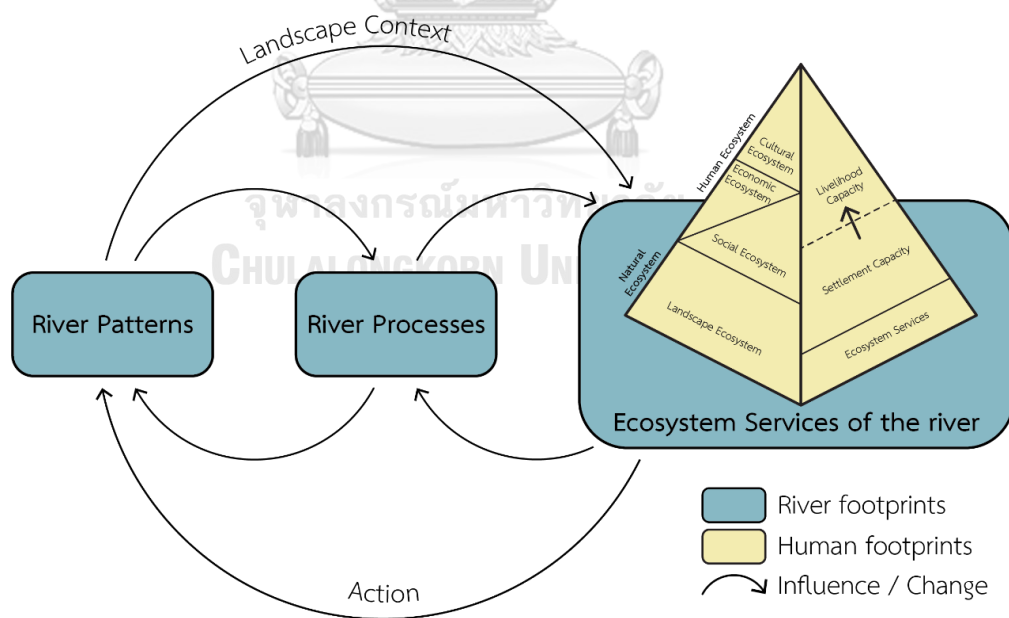 Landscape Context
จุฬาลงกรณ์มหาวิทยาลัย
CHULALONGKORN
River Patterns
River Processes
Human Ecosystem
Natural
Ecosystem
Cultural
Ecosystem
Economic
Ecosystem
Social Ecosystem
Landscape Ecosystem
Livelihood
Capacity
Settlement Capacity
Ecosystem Services
Ecosystem Services of the river
Action
River footprints
Human footprints
Influence / Change